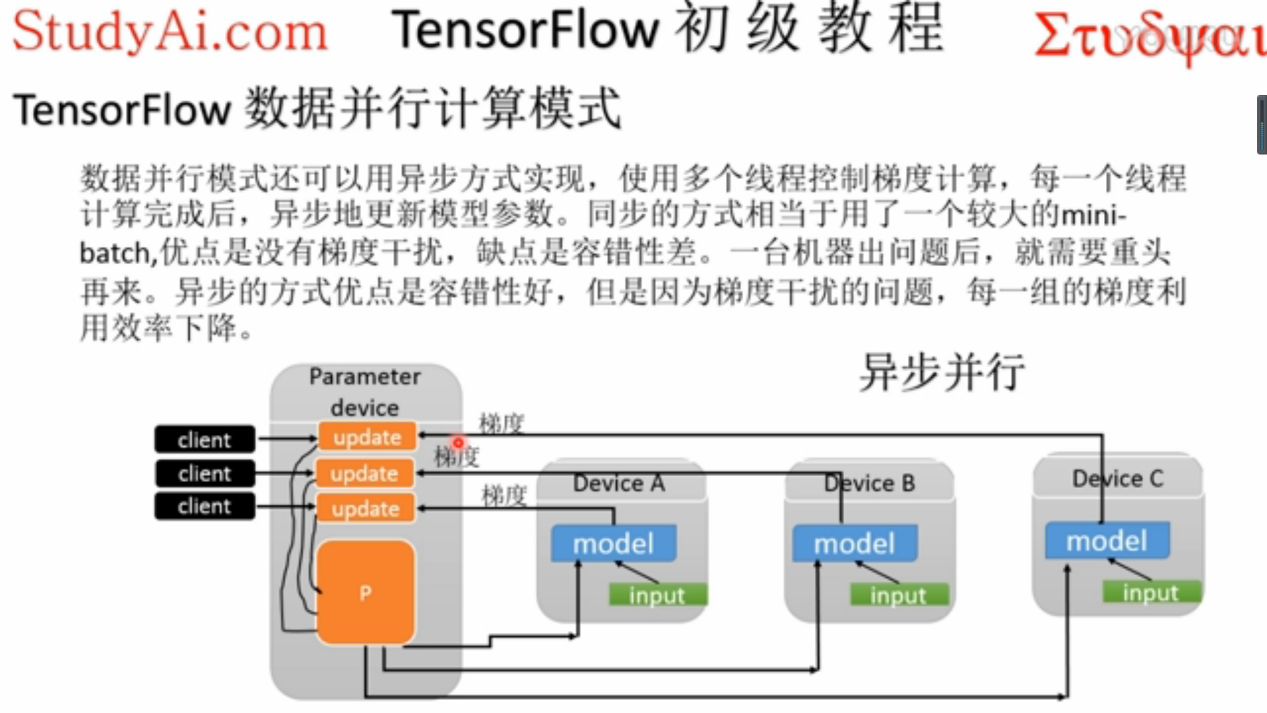 StudyAi.com
TensorFlow 初 级 教 程
Στυδψαι
TensorFlow 数据并行计算模式
数据并行模式还可以用异步方式实现，使用多个线程控制梯度计算，每一个线程
计算完成后，异步地更新模型参数。同步的方式相当于用了一个较大的mini-
batch,优点是没有梯度干扰，缺点是容错性差。一台机器出问题后，就需要重头
再来。异步的方式优点是容错性好，但是因为梯度干扰的问题，每一组的梯度利
用效率下降。
异步并行
Parameter
device
client
update
梯度
client
update
梯度
client
update
梯度
P
Device A
model
input
Device B
model
input
Device C
model
input